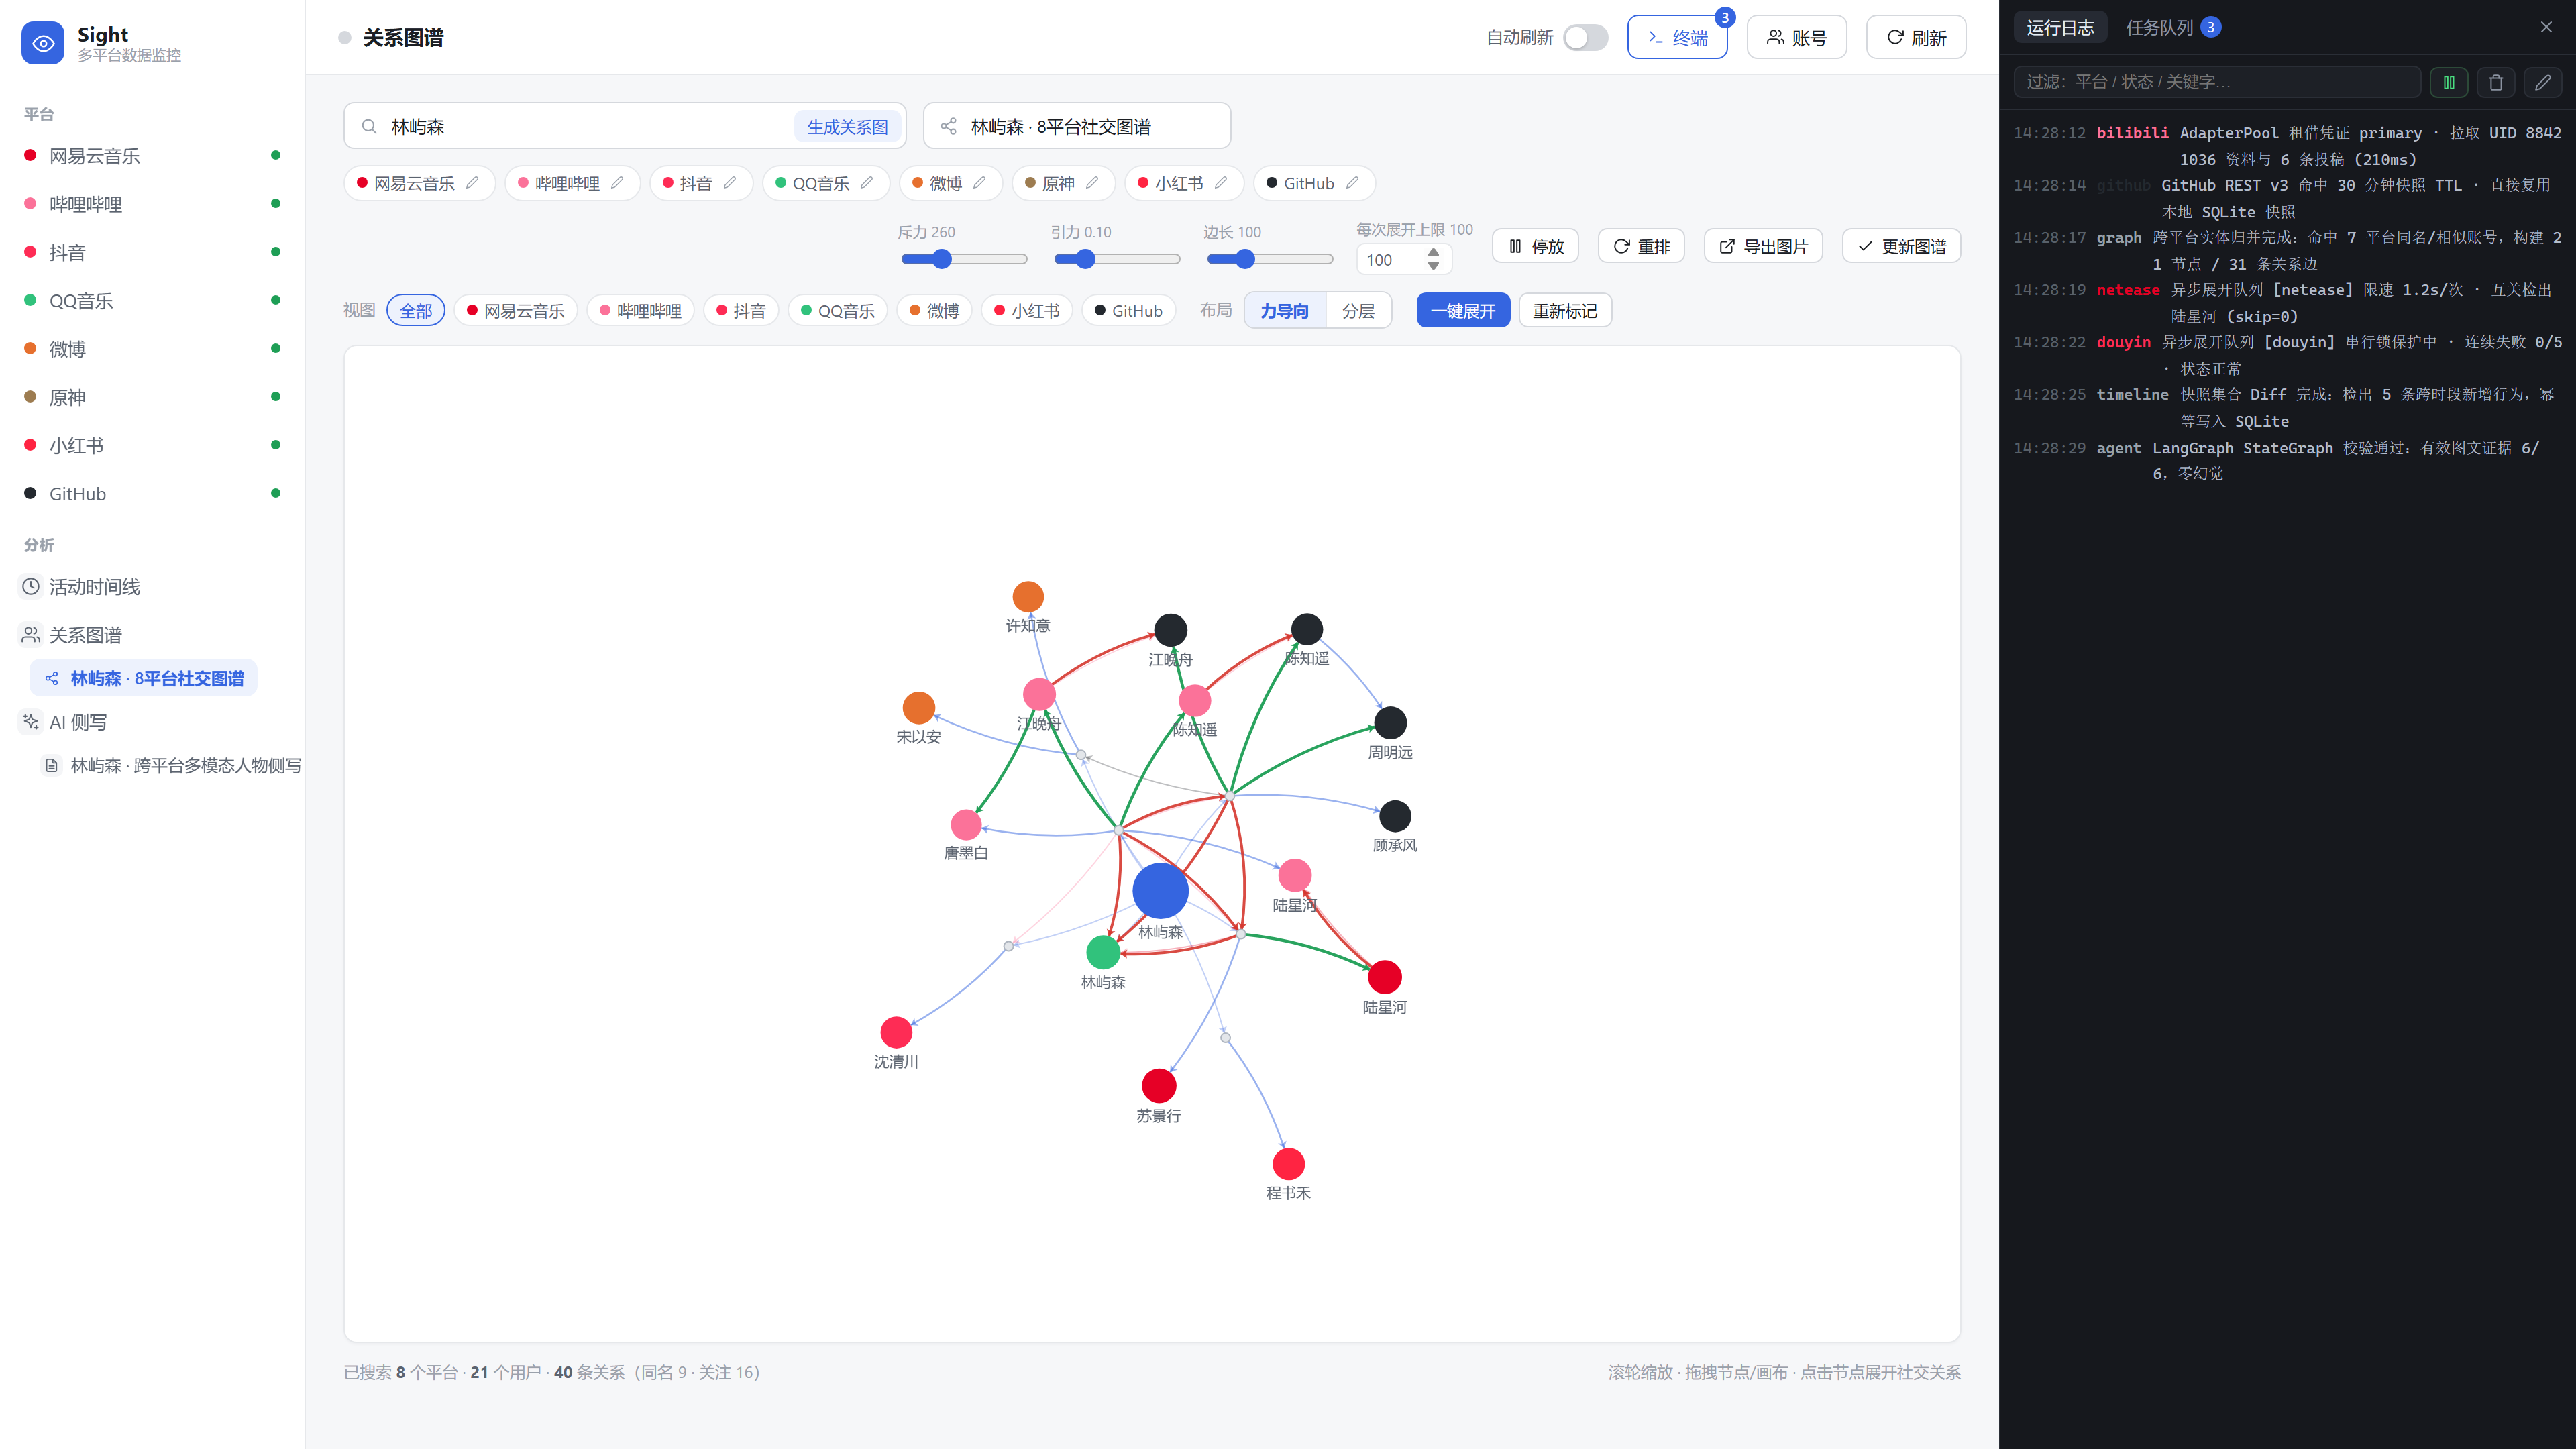 Sight
多平台数据监控
平台
网易云音乐
哔哩哔哩
抖音
QQ音乐
微博
原神
小红书
GitHub
分析
活动时间线
关系图谱
林屿森 · 8平台社交图谱
AI 侧写
林屿森 · 跨平台多模态人物侧写
关系图谱
自动刷新
终端
3
账号
刷新
林屿森
生成关系图
林屿森 · 8平台社交图谱
网易云音乐
哔哩哔哩
抖音
QQ音乐
微博
原神
小红书
GitHub
斥力 260
引力 0.10
边长 100
每次展开上限 100
100
停放
重排
导出图片
更新图谱
视图
全部
网易云音乐
哔哩哔哩
抖音
QQ音乐
微博
小红书
GitHub
布局
力导向
分层
一键展开
重新标记
许知意
江晚舟
陈知遥
宋以安
江晚舟
陈知遥
周明远
唐墨白
顾承风
陆星河
林屿森
林屿森
陆星河
沈清川
苏景行
程书禾
已搜索 8 个平台 · 21 个用户 · 40 条关系（同名 9 · 关注 16）
滚轮缩放 · 拖拽节点/画布 · 点击节点展开社交关系
运行日志
任务队列 3
过滤：平台 / 状态 / 关键字…
14:28:12 bilibili AdapterPool 租借凭证 primary · 拉取 UID 8842
1036 资料与 6 条投稿 (210ms)
14:28:14 github GitHub REST v3 命中 30 分钟快照 TTL · 直接复用
本地 SQLite 快照
14:28:17 graph 跨平台实体归并完成：命中 7 平台同名/相似账号，构建 2
1 节点 / 31 条关系边
14:28:19 netease 异步展开队列 [netease] 限速 1.2s/次 · 互关检出
陆星河 (skip=0)
14:28:22 douyin 异步展开队列 [douyin] 串行锁保护中 · 连续失败 0/5
· 状态正常
14:28:25 timeline 快照集合 Diff 完成：检出 5 条跨时段新增行为，幂
等写入 SQLite
14:28:29 agent LangGraph StateGraph 校验通过：有效图文证据 6/
6，零幻觉